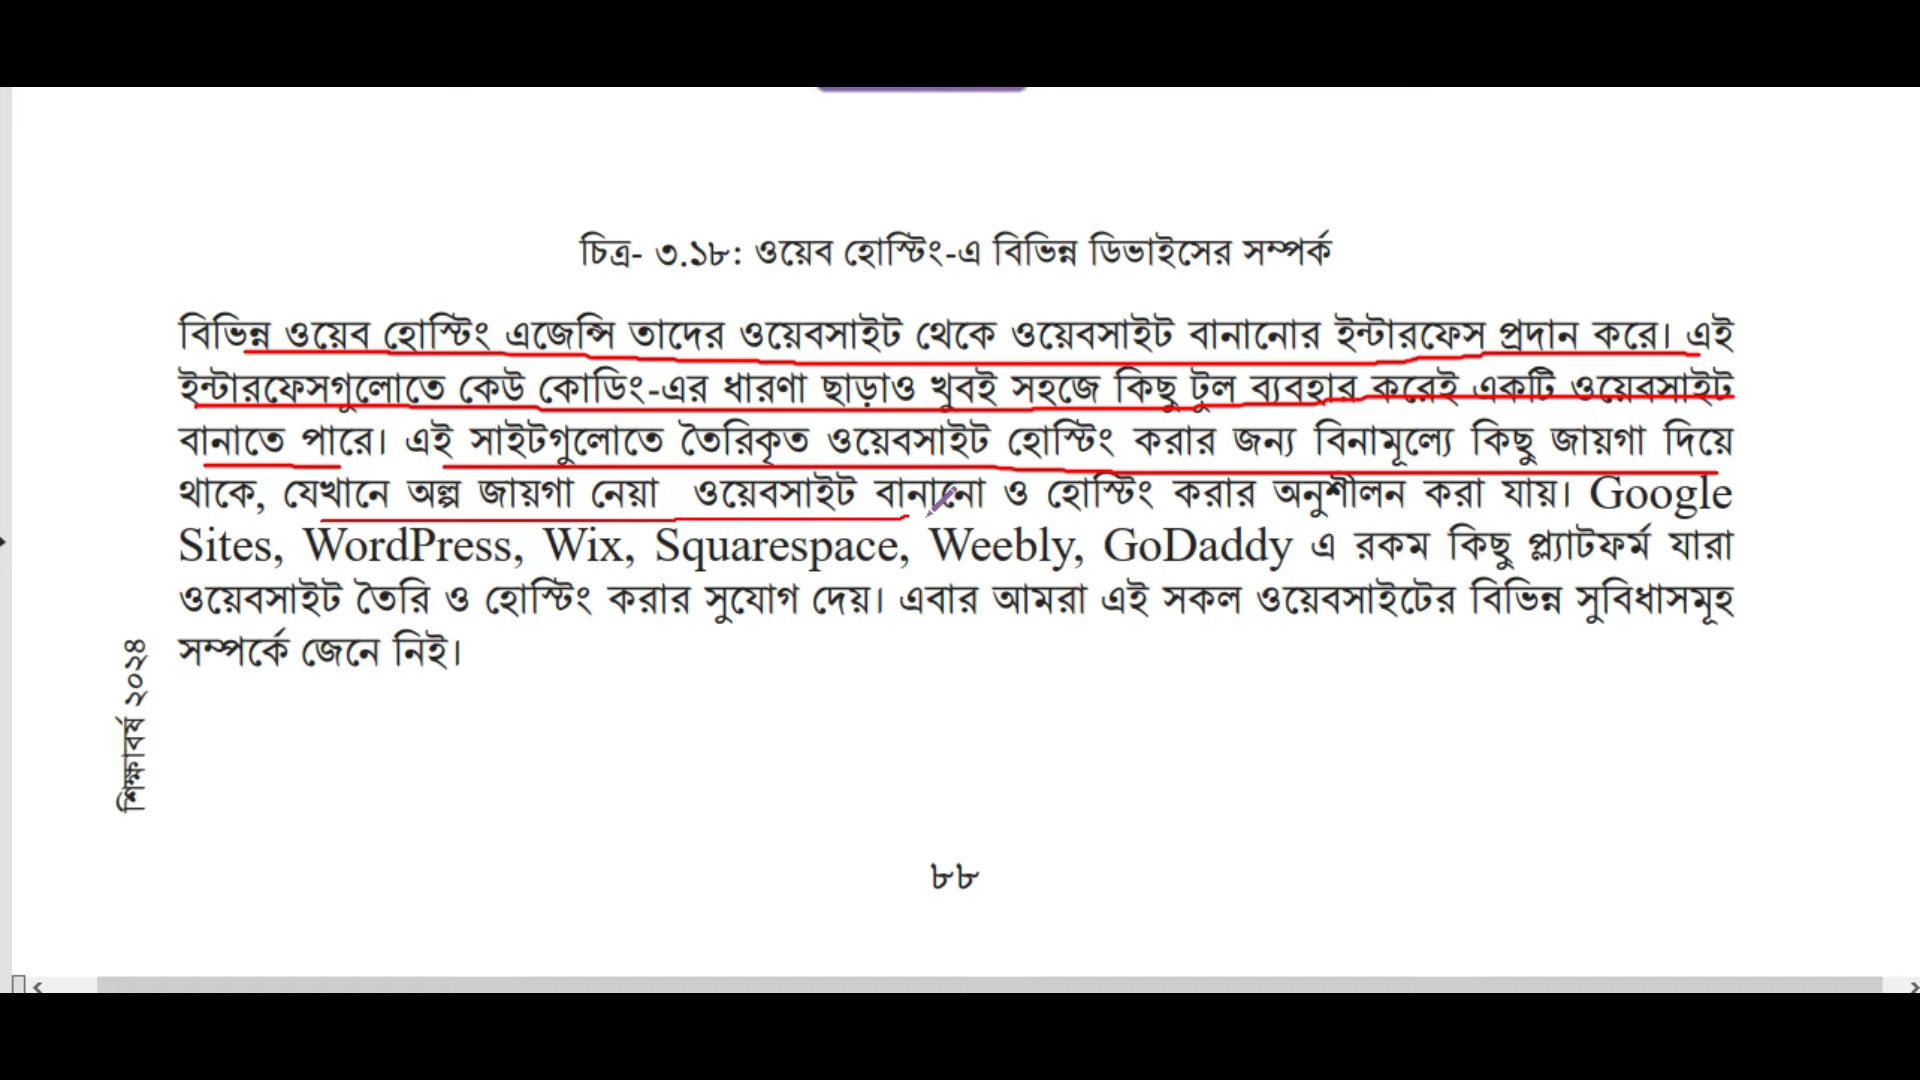 চিত্র- ৩.১৮: ওয়েব হোস্টিং-এ বিভিন্ন ডিভাইসের সম্পর্ক
বিভিন্ন ওয়েব হোস্টিং এজেন্সি তাদের ওয়েবসাইট থেকে ওয়েবসাইট বানানোর ইন্টারফেস প্রদান করে। এই
ইন্টারফেসগুলোতে কেউ কোডিং-এর ধারণা ছাড়াও খুবই সহজে কিছু টুল ব্যবহার করেই একটি ওয়েবসাইট
বানাতে পারে। এই সাইটগুলোতে তৈরিকৃত ওয়েবসাইট হোস্টিং করার জন্য বিনামূল্যে কিছু জায়গা দিয়ে
থাকে, যেখানে অল্প জায়গা নেয়া ওয়েবসাইট বানানো ও হোস্টিং করার অনুশীলন করা যায়। Google
Sites, WordPress, Wix, Squarespace, Weebly, GoDaddy এ রকম কিছু প্ল্যাটফর্ম যারা
ওয়েবসাইট তৈরি ও হোস্টিং করার সুযোগ দেয়। এবার আমরা এই সকল ওয়েবসাইটের বিভিন্ন সুবিধাসমূহ
সম্পর্কে জেনে নিই।
শিক্ষাবর্ষ ২০২৪
৮৮